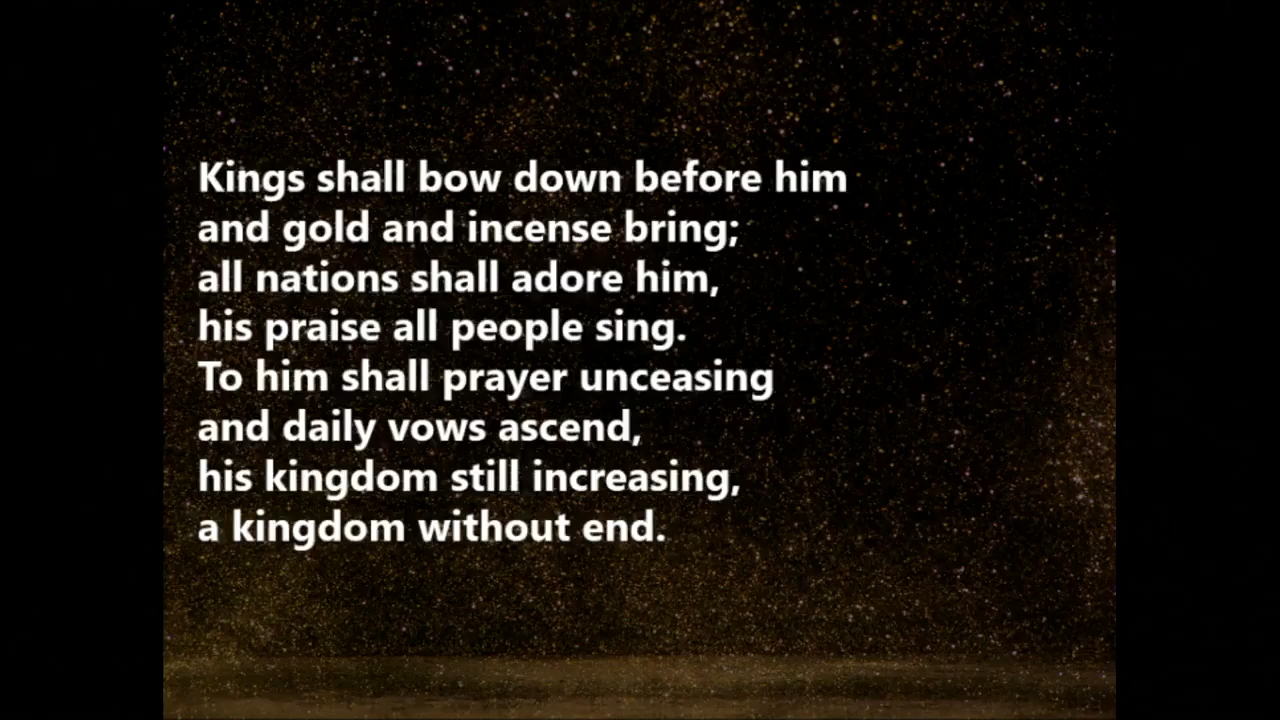 Kings shall bow down before him
and gold and incense bring;
all nations shall adore him,
his praise all people sing.
To him shall prayer unceasing
and daily vows ascend,
his kingdom still increasing,
a kingdom without end.